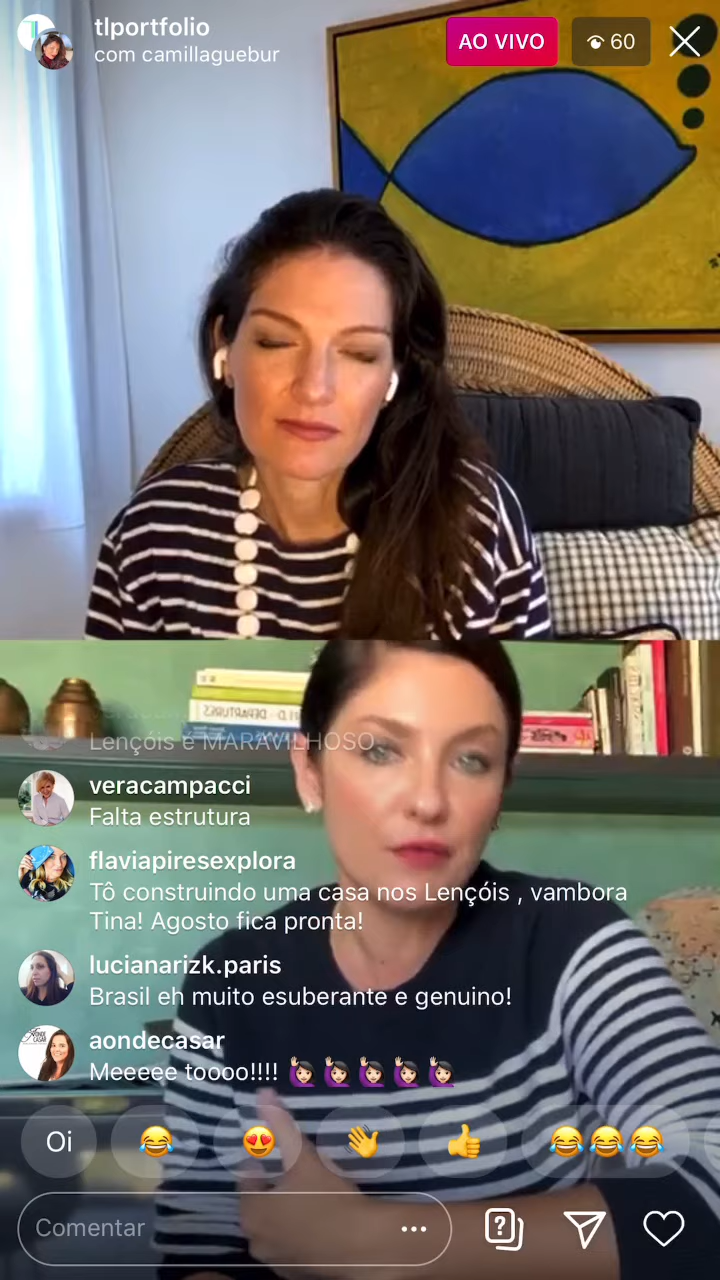 tlportfolio
com camillaguebur
AO VIVO
60
DEPARTURES
Lençóis é MARAVILHOSO
veracampacci
Falta estrutura
flaviapiresexplora
Tô construindo uma casa nos Lençóis , vambora
Tina! Agosto fica pronta!
lucianarizk.paris
Brasil eh muito esuberante e genuino!
aondecasar
Meeeee toooo!!!! 🙋🏻‍♀️🙋🏻‍♀️🙋🏻‍♀️🙋🏻‍♀️🙋🏻‍♀️
Oi 😂 😍 👋 👍 😂😂😂
Comentar